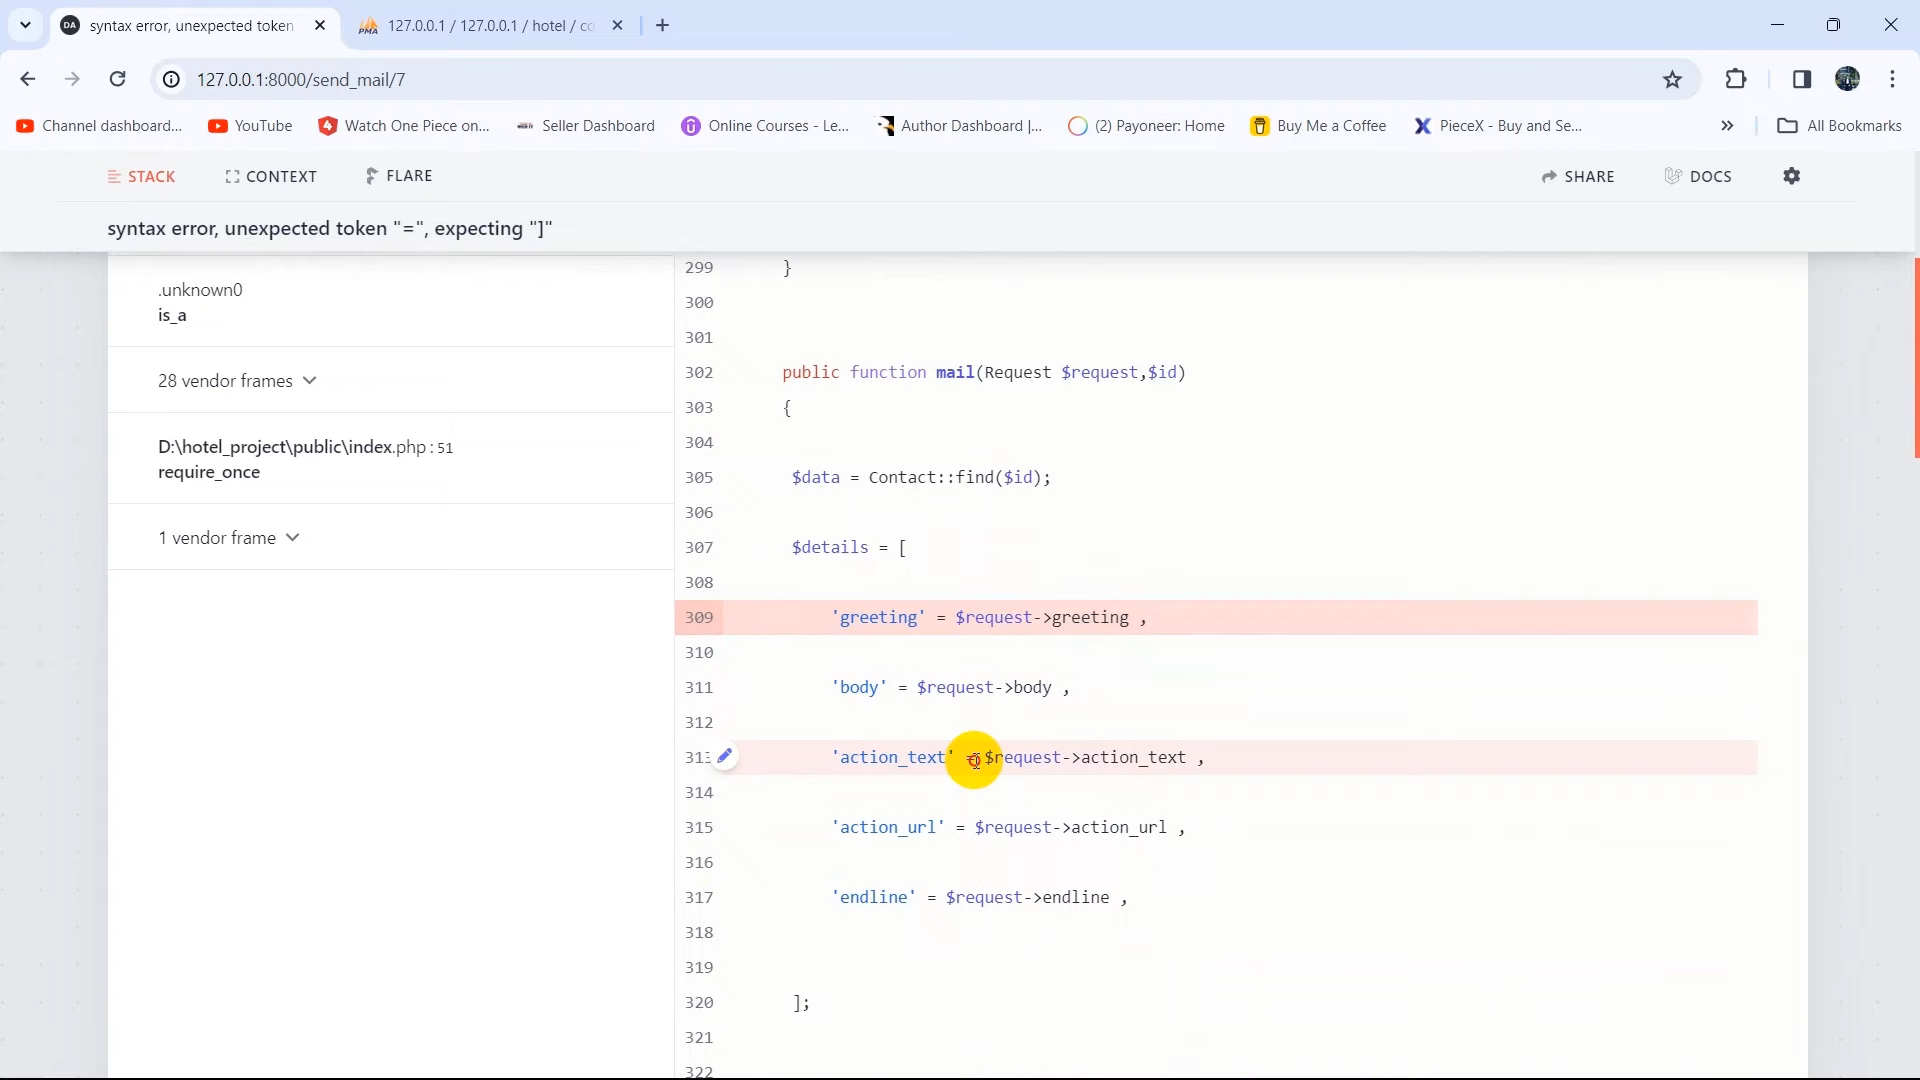 DA syntax error, unexpected token
PMA 127.0.0.1 / 127.0.0.1 / hotel / co
127.0.0.1:8000/send_mail/7
Channel dashboard...
YouTube
Watch One Piece on...
Seller Dashboard
Online Courses - Le...
Author Dashboard |...
(2) Payoneer: Home
Buy Me a Coffee
PieceX - Buy and Se...
All Bookmarks
STACK
CONTEXT
FLARE
SHARE
DOCS
syntax error, unexpected token "=", expecting "]"
.unknown0
is_a
28 vendor frames
D:\hotel_project\public\index.php : 51
require_once
1 vendor frame
299 }
300
301
302 public function mail(Request $request,$id)
303 {
304
305 $data = Contact::find($id);
306
307 $details = [
308
309 'greeting' = $request->greeting ,
310
311 'body' = $request->body ,
312
313 'action_text' = $request->action_text ,
314
315 'action_url' = $request->action_url ,
316
317 'endline' = $request->endline ,
318
319
320 ];
321
322